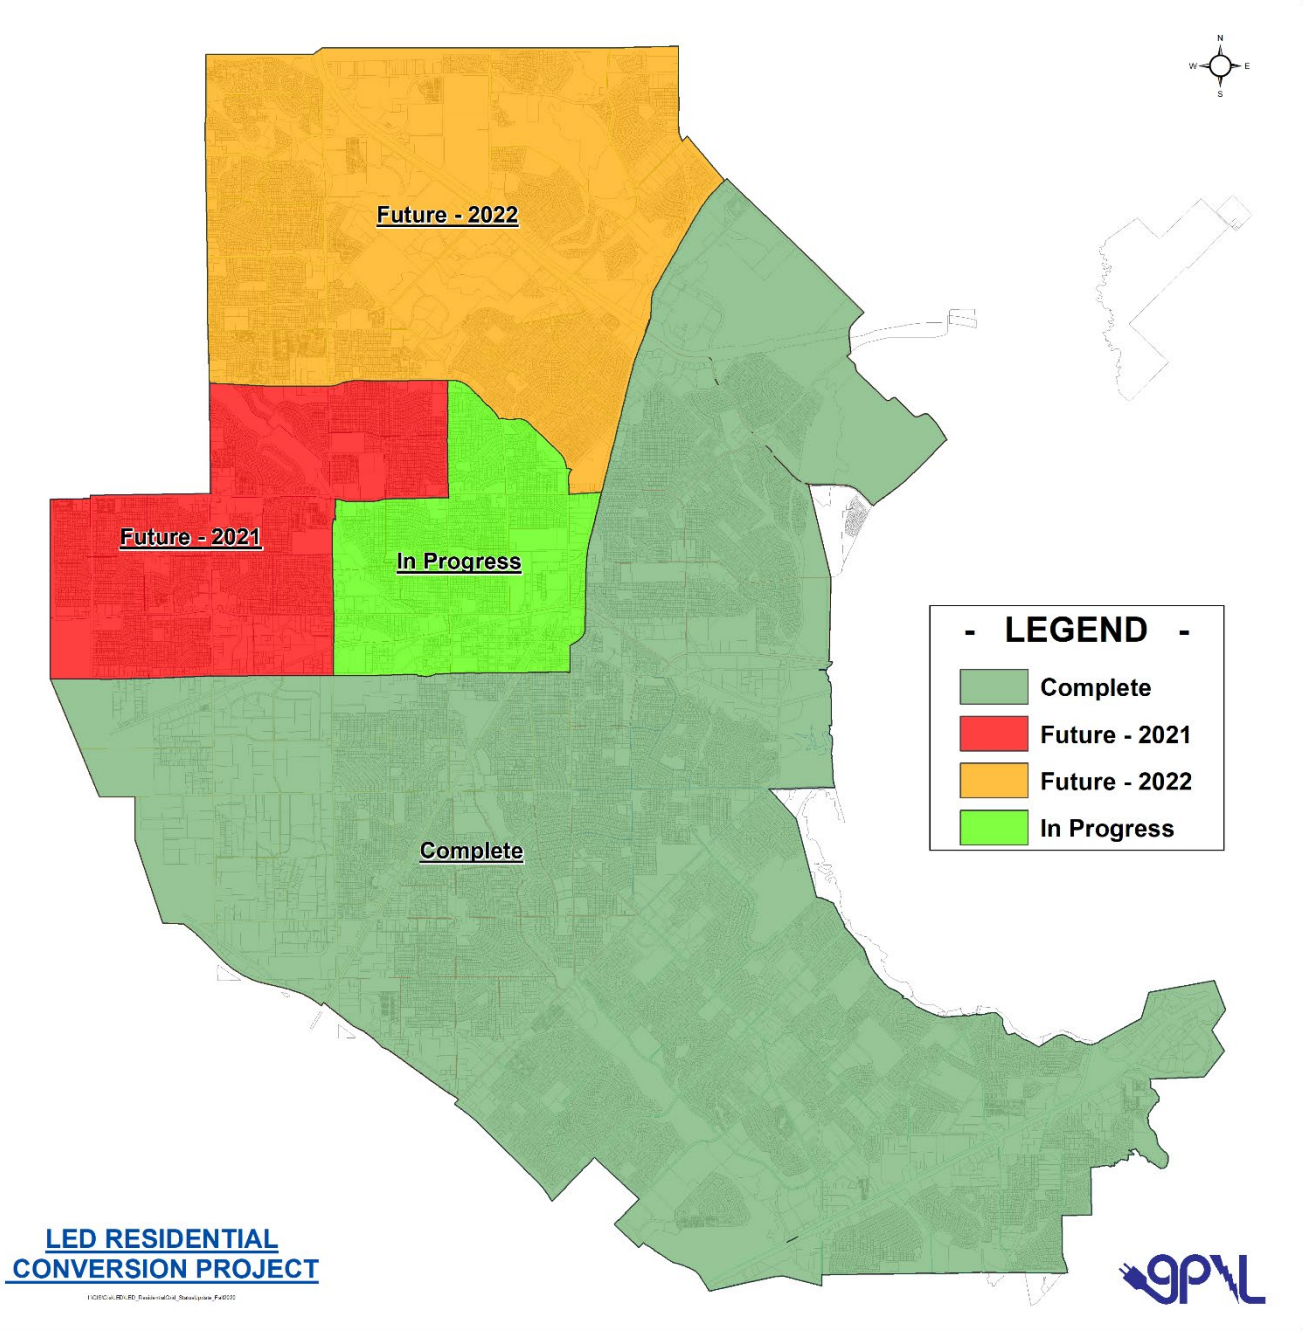 N
W E
S
Future - 2022
Future - 2021
In Progress
- LEGEND -
Complete
Future - 2021
Future - 2022
In Progress
Complete
LED RESIDENTIAL
CONVERSION PROJECT
gp&L